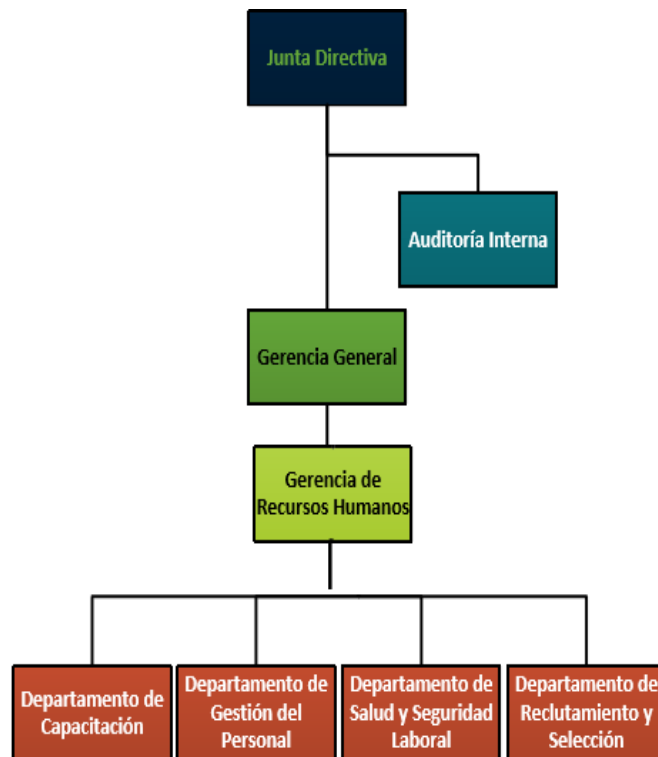 Junta Directiva
Auditoría Interna
Gerencia General
Gerencia de
Recursos Humanos
Departamento de
Capacitación
Departamento de
Gestión del
Personal
Departamento de
Salud y Seguridad
Laboral
Departamento de
Reclutamiento y
Selección